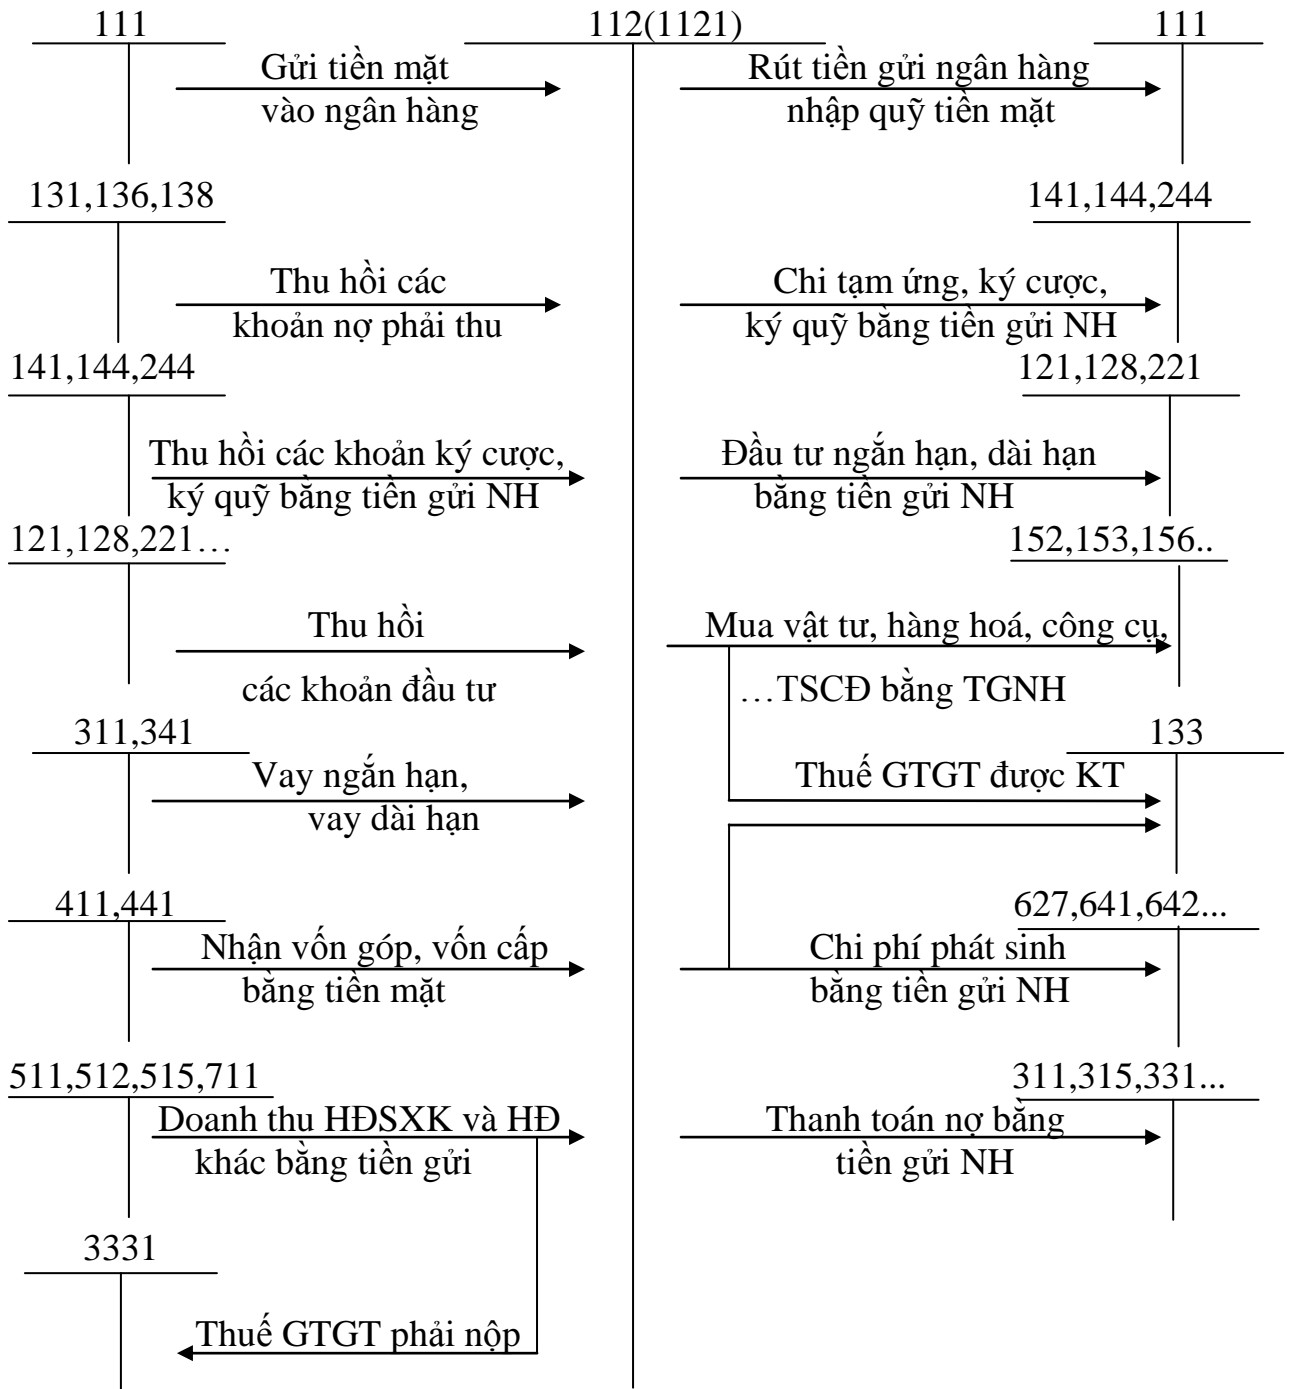 111
112(1121)
111
Gửi tiền mặt
vào ngân hàng
Rút tiền gửi ngân hàng
nhập quỹ tiền mặt
131,136,138
141,144,244
Thu hồi các
khoản nợ phải thu
Chi tạm ứng, ký cược,
ký quỹ bằng tiền gửi NH
141,144,244
121,128,221
Thu hồi các khoản ký cược,
ký quỹ bằng tiền gửi NH
Đầu tư ngắn hạn, dài hạn
bằng tiền gửi NH
121,128,221…
152,153,156..
Thu hồi
các khoản đầu tư
Mua vật tư, hàng hoá, công cụ,
…TSCĐ bằng TGNH
311,341
133
Vay ngắn hạn,
vay dài hạn
Thuế GTGT được KT
411,441
627,641,642...
Nhận vốn góp, vốn cấp
bằng tiền mặt
Chi phí phát sinh
bằng tiền gửi NH
511,512,515,711
311,315,331...
Doanh thu HĐSXK và HĐ
khác bằng tiền gửi
Thanh toán nợ bằng
tiền gửi NH
3331
Thuế GTGT phải nộp